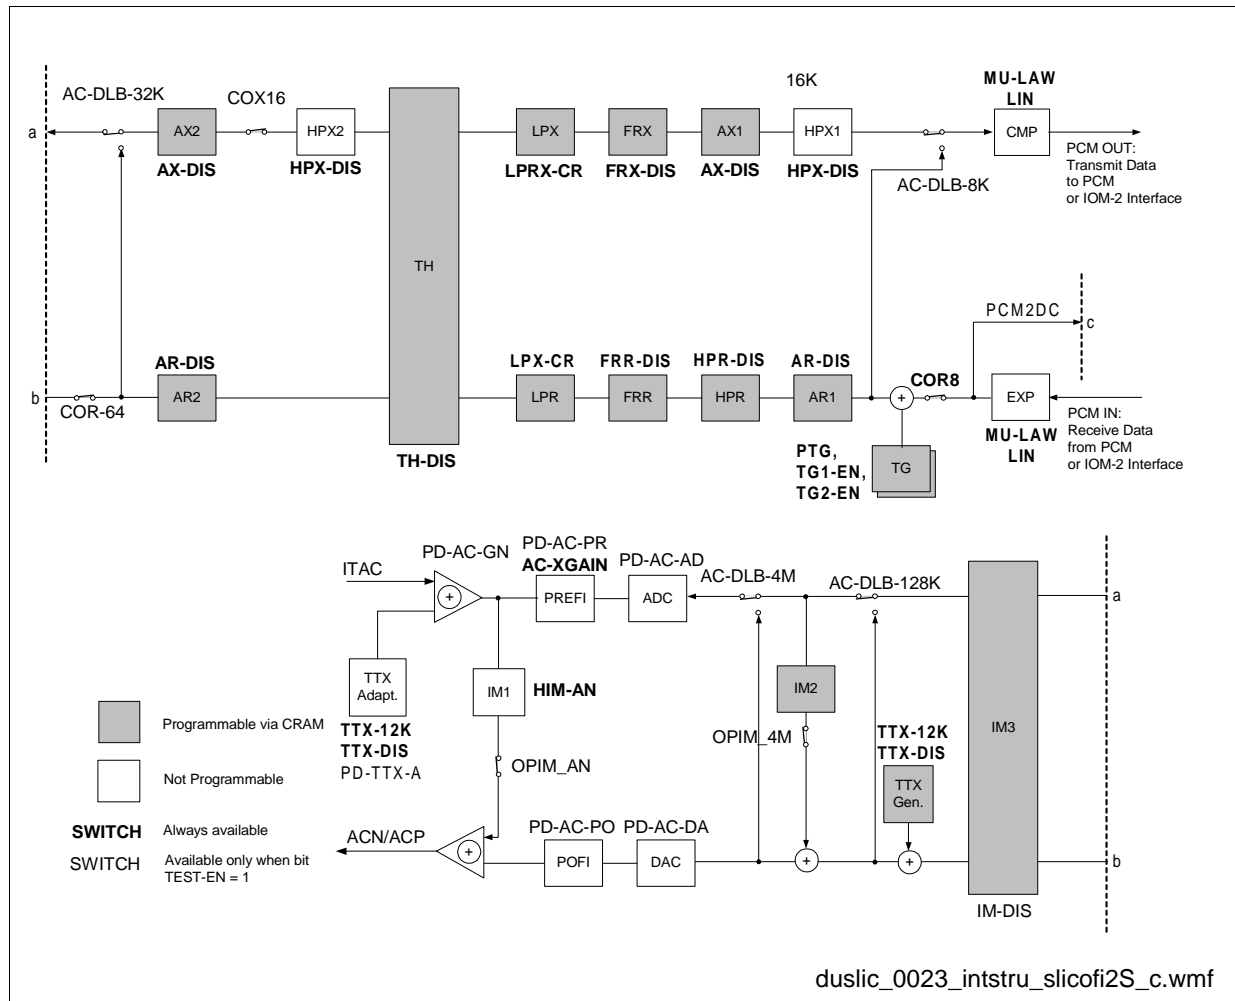 AC-DLB-32K
COX16
16K
MU-LAW
LIN
a
AX2
HPX2
LPX
FRX
AX1
HPX1
CMP
AX-DIS
HPX-DIS
LPRX-CR
FRX-DIS
AX-DIS
HPX-DIS
AC-DLB-8K
PCM OUT:
Transmit Data
to PCM
or IOM-2 Interface
TH
PCM2DC
c
AR-DIS
LPX-CR
FRR-DIS
HPR-DIS
AR-DIS
COR8
b
COR-64
AR2
LPR
FRR
HPR
AR1
+
EXP
TH-DIS
PTG,
TG1-EN,
TG2-EN
TG
MU-LAW
LIN
PCM IN:
Receive Data
from PCM
or IOM-2 Interface
ITAC
PD-AC-GN
PD-AC-PR
AC-XGAIN
PD-AC-AD
AC-DLB-4M
AC-DLB-128K
+
PREFI
ADC
a
TTX
Adapt.
IM1
HIM-AN
IM2
IM3
TTX-12K
TTX-DIS
PD-TTX-A
OPIM_AN
OPIM_4M
TTX-12K
TTX-DIS
TTX
Gen.
Programmable via CRAM
Not Programmable
SWITCH
Always available
SWITCH
Available only when bit
TEST-EN = 1
ACN/ACP
+
PD-AC-PO
PD-AC-DA
POFI
DAC
+
+
b
IM-DIS
duslic_0023_intstru_slicofi2S_c.wmf